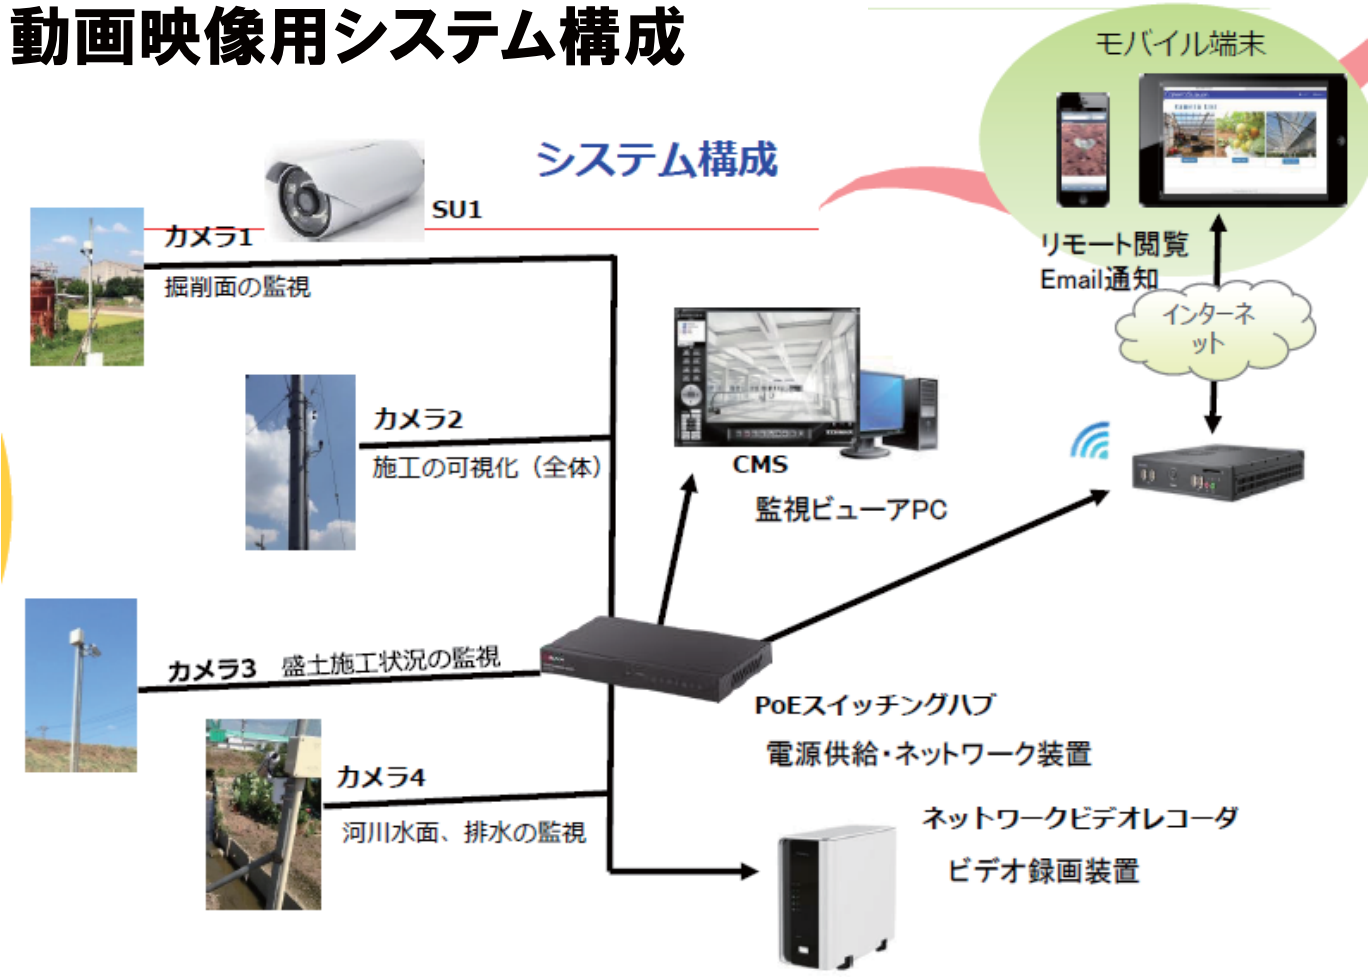 動画映像用システム構成
モバイル端末
システム構成
SU1
カメラ1
掘削面の監視
リモート閲覧
Email通知
インターネ
ット
カメラ2
施工の可視化（全体）
CMS
監視ビューアPC
カメラ3 盛土施工状況の監視
PoEスイッチングハブ
電源供給・ネットワーク装置
カメラ4
河川水面、排水の監視
ネットワークビデオレコーダ
ビデオ録画装置